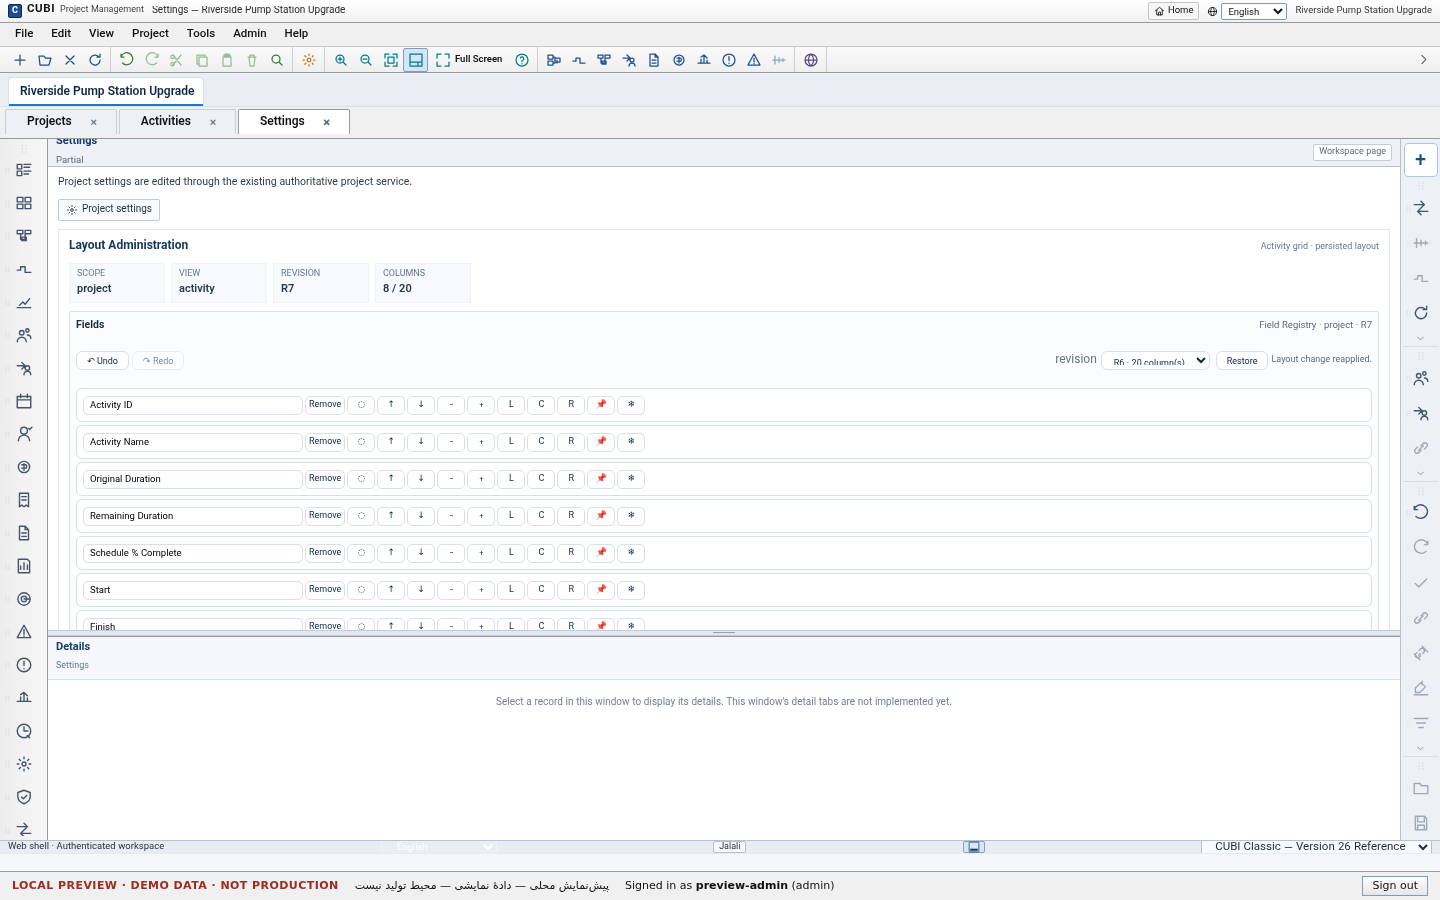 C CUBI Project Management Settings — Riverside Pump Station Upgrade Home English Riverside Pump Station Upgrade
File Edit View Project Tools Admin Help
Full Screen
Riverside Pump Station Upgrade
Projects × Activities × Settings ×
Settings
Partial
Workspace page
Project settings are edited through the existing authoritative project service.
Project settings
Layout Administration Activity grid · persisted layout
SCOPE VIEW REVISION COLUMNS
project activity R7 8 / 20
Fields Field Registry · project · R7
↶ Undo ↷ Redo revision R6 · 20 column(s) Restore Layout change reapplied.
Activity ID Remove ◌ ↑ ↓ - + L C R 📌 ❄
Activity Name Remove ◌ ↑ ↓ - + L C R 📌 ❄
Original Duration Remove ◌ ↑ ↓ - + L C R 📌 ❄
Remaining Duration Remove ◌ ↑ ↓ - + L C R 📌 ❄
Schedule % Complete Remove ◌ ↑ ↓ - + L C R 📌 ❄
Start Remove ◌ ↑ ↓ - + L C R 📌 ❄
Finish Remove ◌ ↑ ↓ - + L C R 📌 ❄
Details
Settings
Select a record in this window to display its details. This window's detail tabs are not implemented yet.
Web shell · Authenticated workspace English Jalali CUBI Classic — Version 26 Reference
LOCAL PREVIEW · DEMO DATA · NOT PRODUCTION پیش‌نمایش محلی — دادهٔ نمایشی — محیط تولید نیست Signed in as preview-admin (admin) Sign out